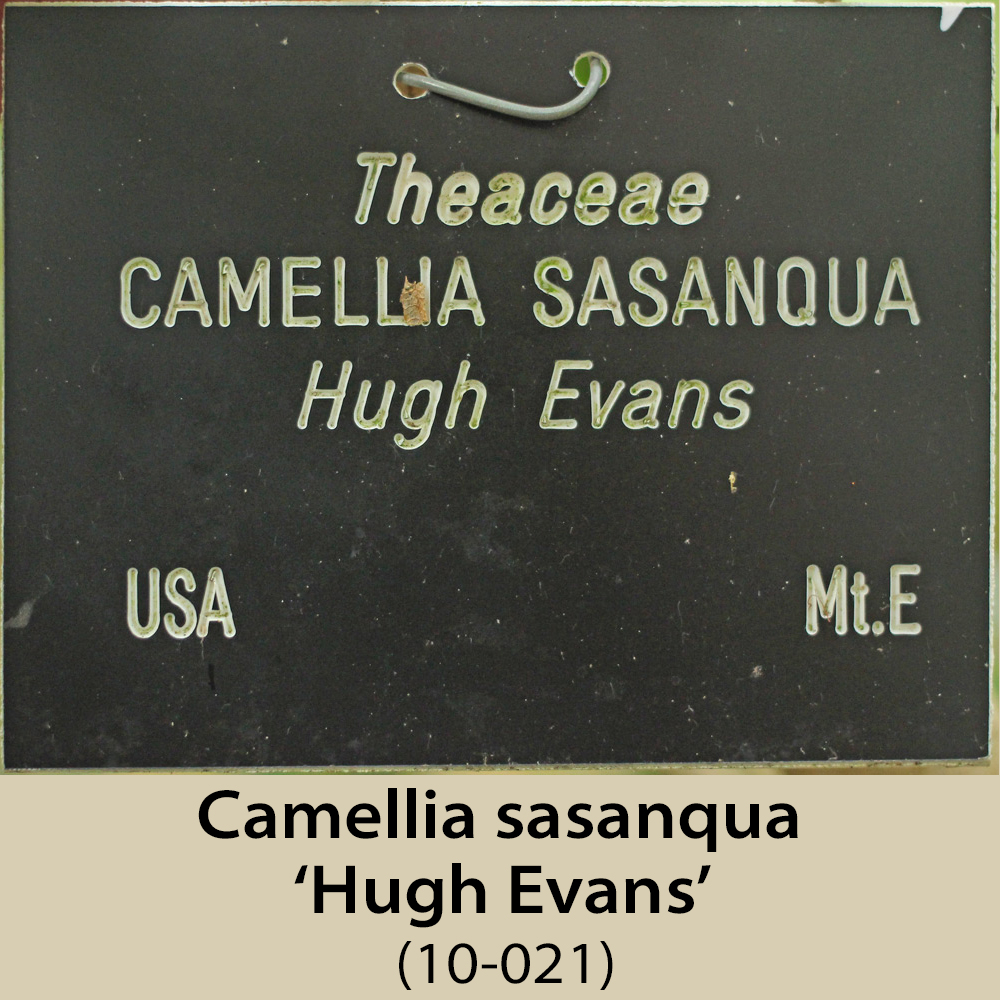 Theaceae
CAMELLIA SASANQUA
Hugh Evans
USA Mt.E
Camellia sasanqua
‘Hugh Evans’
(10-021)